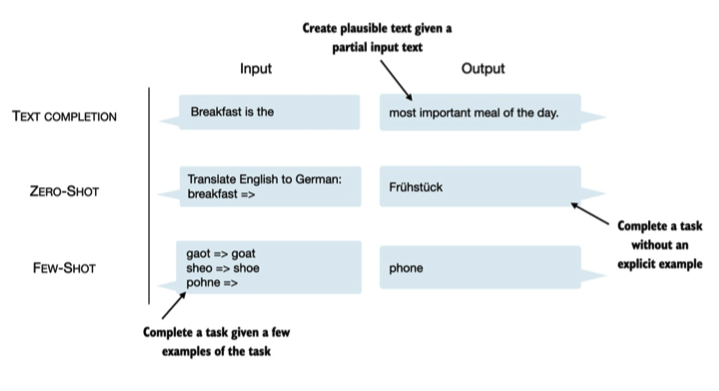 Create plausible text given a
partial input text
Input
Output
TEXT COMPLETION
Breakfast is the
most important meal of the day.
ZERO-SHOT
Translate English to German:
breakfast =>
Frühstück
Complete a task
without an
explicit example
FEW-SHOT
gaot => goat
sheo => shoe
pohne =>
phone
Complete a task given a few
examples of the task